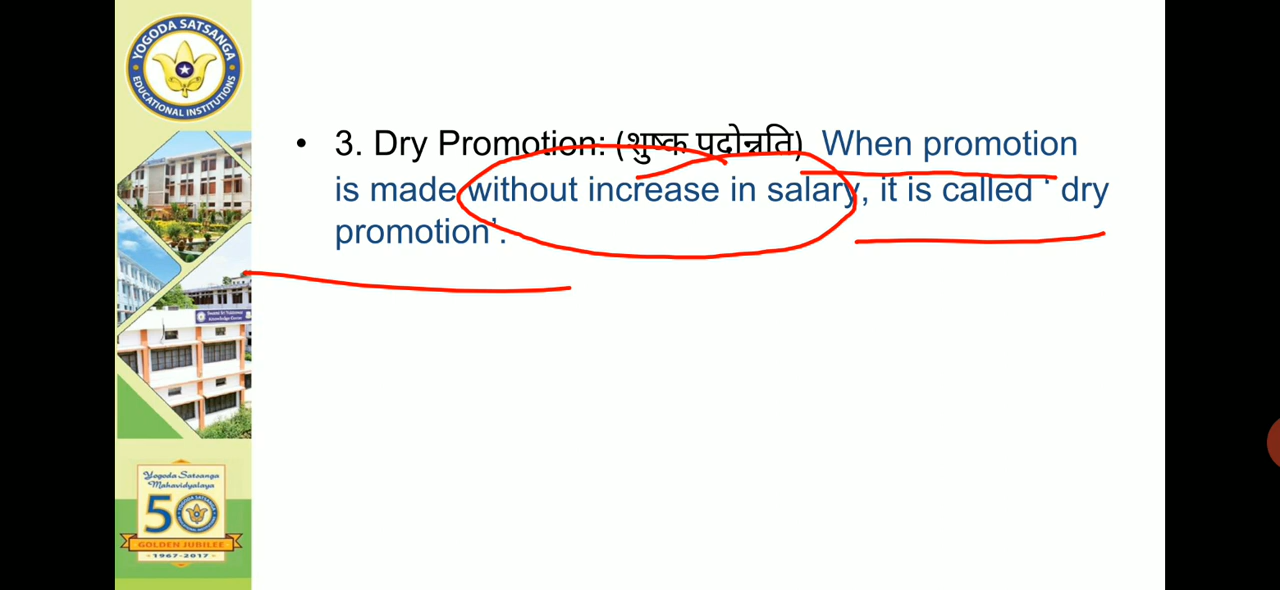 YOGODA SATSANGA
EDUCATIONAL INSTITUTIONS
• 3. Dry Promotion: (शुष्क पदोन्नति) When promotion
is made without increase in salary, it is called ‘ dry
promotion’.
Yogoda Satsanga
Mahavidyalaya
50
GOLDEN JUBILEE
1967-2017